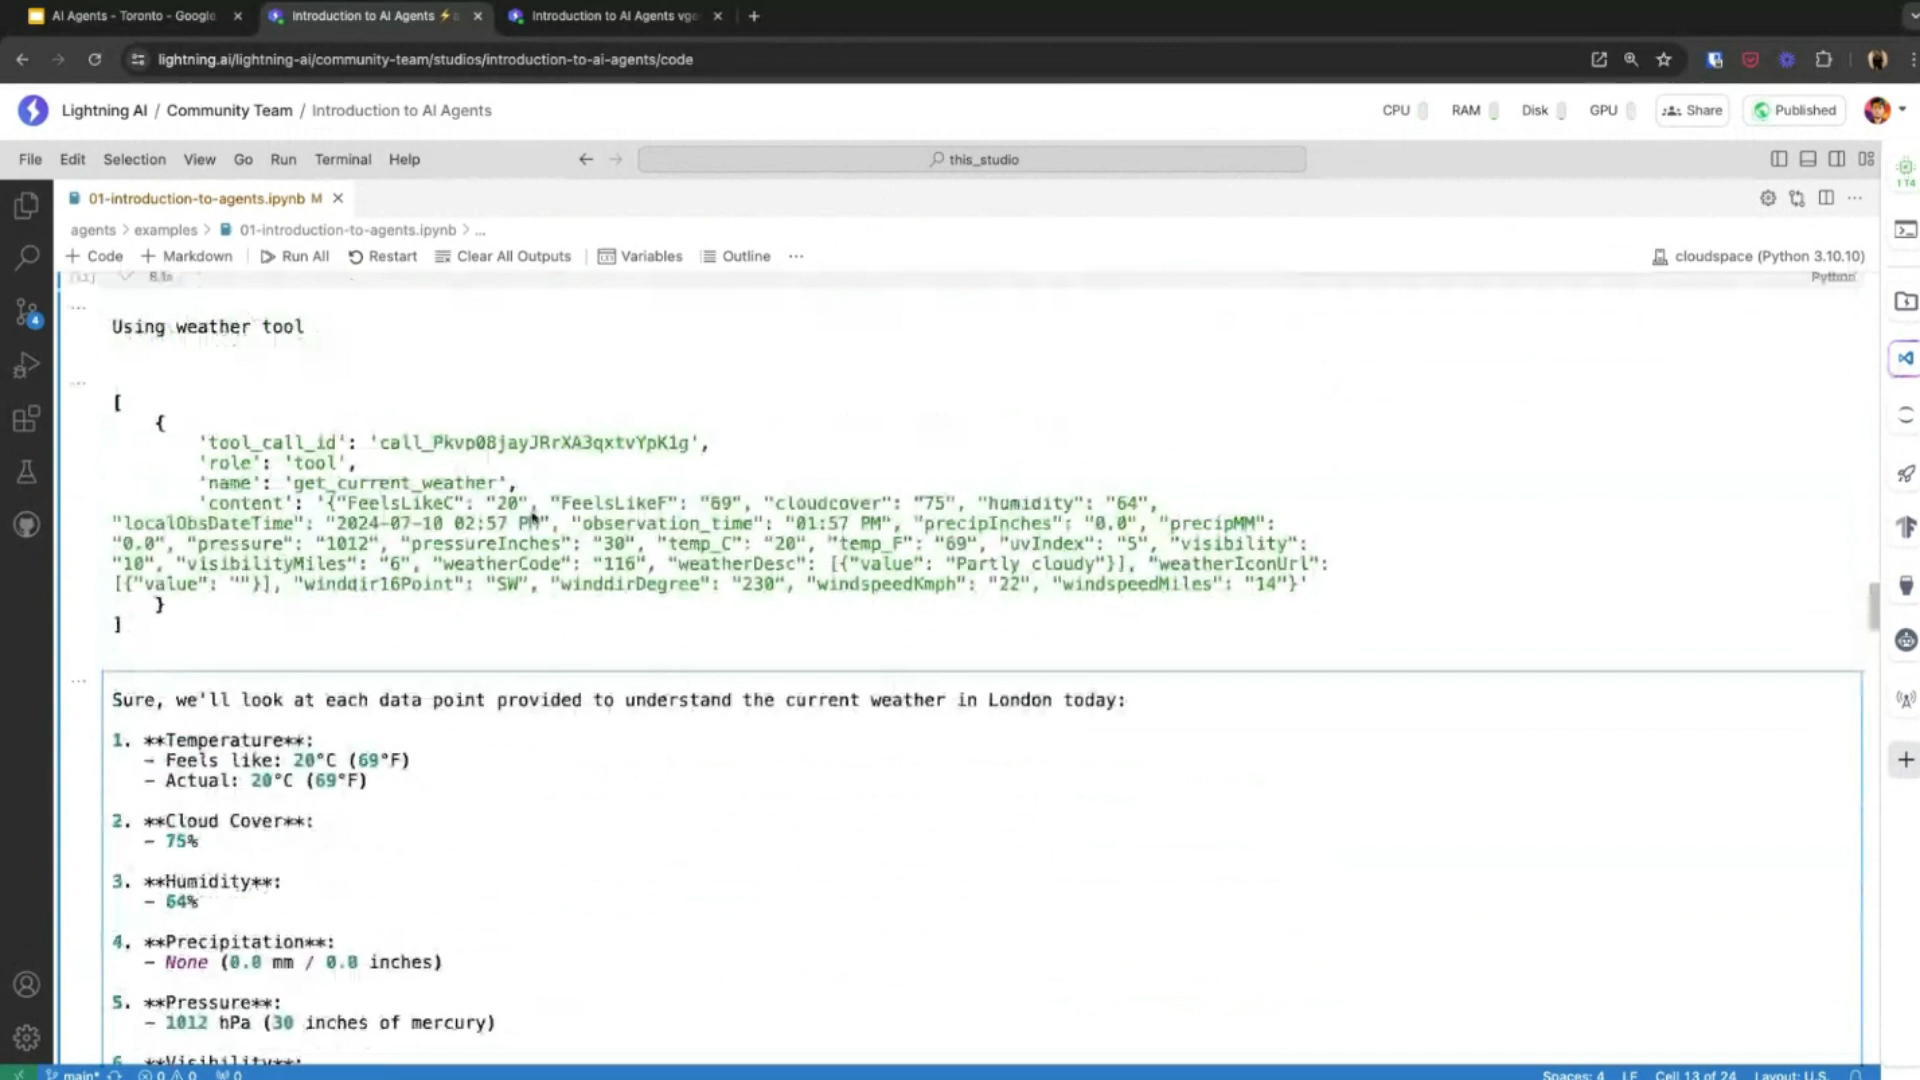 AI Agents - Toronto - Google
Introduction to AI Agents
Introduction to AI Agents
lightning.ai/lightning-ai/community-team/studios/introduction-to-ai-agents/code
Lightning AI / Community Team / Introduction to AI Agents
CPU RAM Disk GPU Share Published
File Edit Selection View Go Run Terminal Help
this_studio
1 T4
01-introduction-to-agents.ipynb M
agents > examples > 01-introduction-to-agents.ipynb > ...
+ Code + Markdown Run All Restart Clear All Outputs Variables Outline ... cloudspace (Python 3.10.10)
Python
4
Using weather tool
[
{
'tool_call_id': 'call_Pkvp08jayJRrXA3qxtvYpK1g',
'role': 'tool',
'name': 'get_current_weather',
'content': '{"FeelsLikeC": "20", "FeelsLikeF": "69", "cloudcover": "75", "humidity": "64",
"localObsDateTime": "2024-07-10 02:57 PM", "observation_time": "01:57 PM", "precipInches": "0.0", "precipMM":
"0.0", "pressure": "1012", "pressureInches": "30", "temp_C": "20", "temp_F": "69", "uvIndex": "5", "visibility":
"10", "visibilityMiles": "6", "weatherCode": "116", "weatherDesc": [{"value": "Partly cloudy"}], "weatherIconUrl":
[{"value": ""}], "winddir16Point": "SW", "winddirDegree": "230", "windspeedKmph": "22", "windspeedMiles": "14"}'
}
]
Sure, we'll look at each data point provided to understand the current weather in London today:
1. **Temperature**:
- Feels like: 20°C (69°F)
- Actual: 20°C (69°F)
2. **Cloud Cover**:
- 75%
3. **Humidity**:
- 64%
4. **Precipitation**:
- None (0.0 mm / 0.0 inches)
5. **Pressure**:
- 1012 hPa (30 inches of mercury)
6. **Visibility**:
main* 0 0 0 Spaces: 4 LF Cell 13 of 24 Layout: U.S.